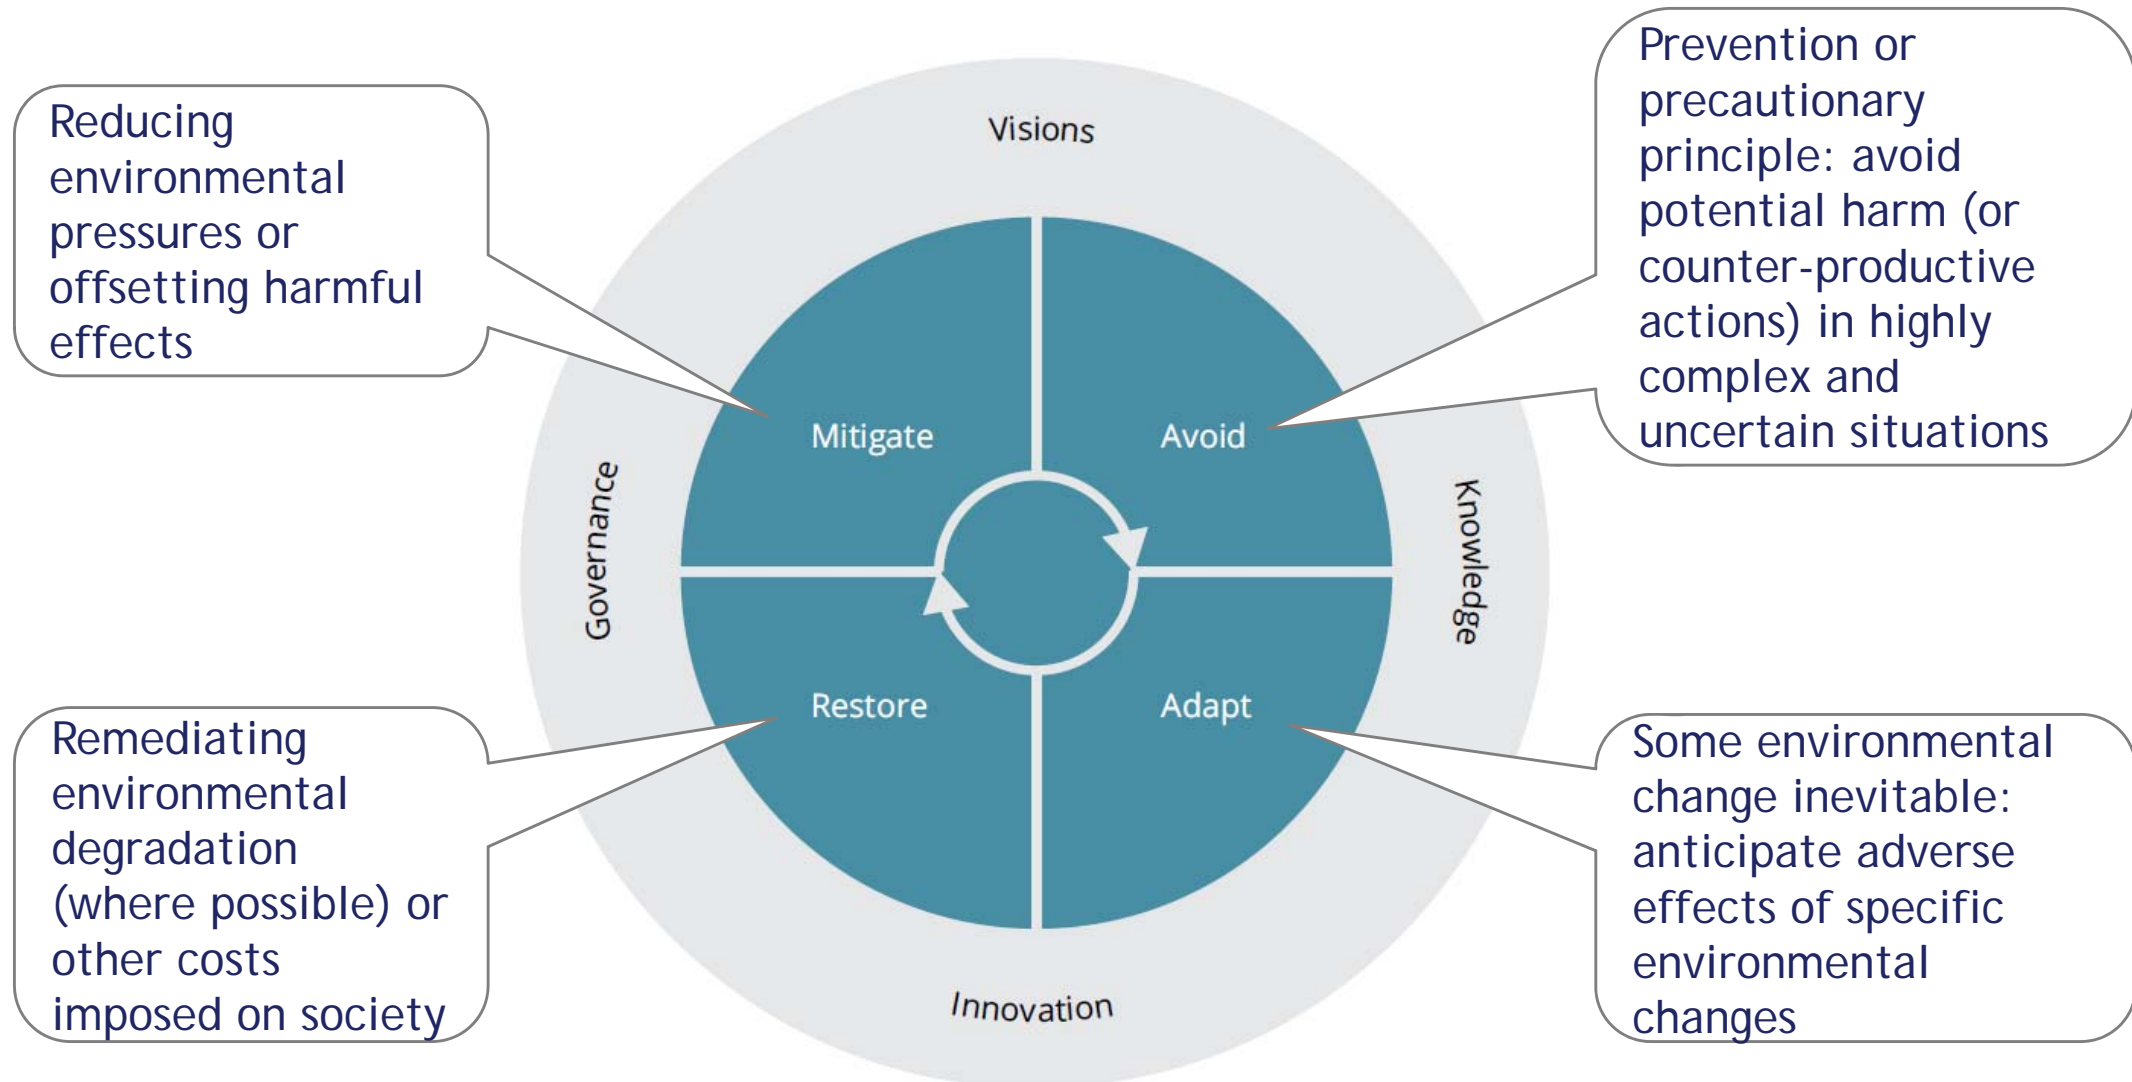 Reducing
environmental
pressures or
offsetting harmful
effects
Visions
Prevention or
precautionary
principle: avoid
potential harm (or
counter-productive
actions) in highly
complex and
uncertain situations
Mitigate
Avoid
Governance
Knowledge
Restore
Adapt
Remediating
environmental
degradation
(where possible) or
other costs
imposed on society
Some environmental
change inevitable:
anticipate adverse
effects of specific
environmental
changes
Innovation